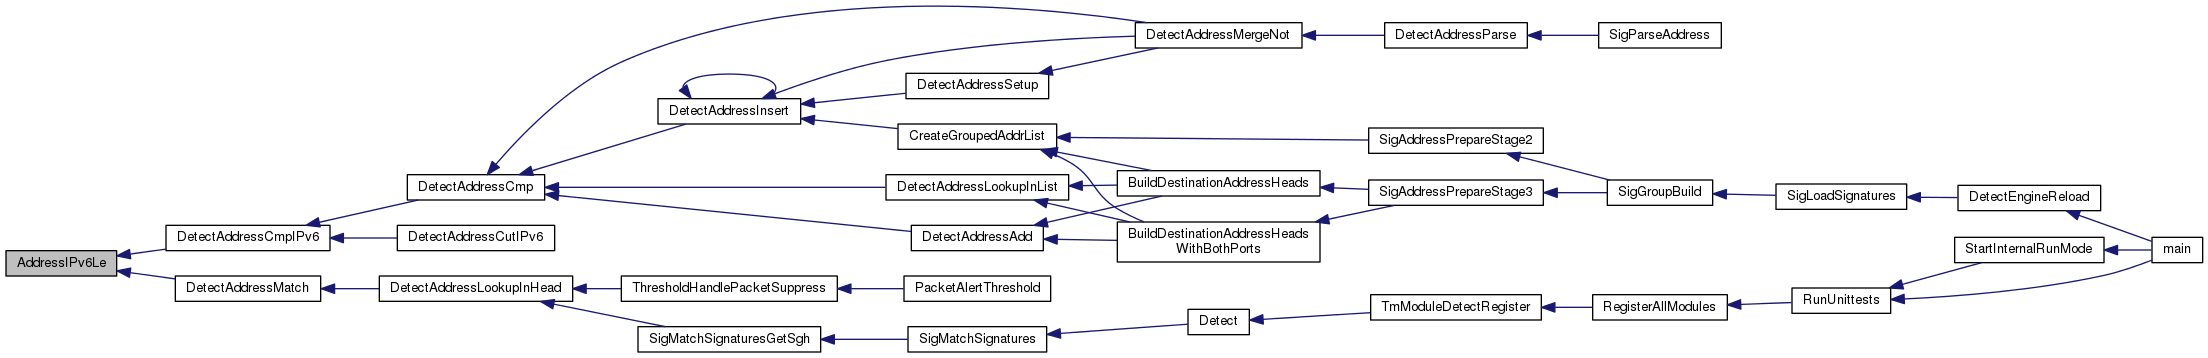 DetectAddressMergeNot
DetectAddressParse
SigParseAddress
DetectAddressSetup
DetectAddressInsert
CreateGroupedAddrList
SigAddressPrepareStage2
DetectAddressCmp
DetectAddressLookupInList
BuildDestinationAddressHeads
SigAddressPrepareStage3
SigGroupBuild
SigLoadSignatures
DetectEngineReload
DetectAddressCmpIPv6
DetectAddressCutIPv6
DetectAddressAdd
BuildDestinationAddressHeads
WithBothPorts
StartInternalRunMode
main
AddressIPv6Le
DetectAddressMatch
DetectAddressLookupInHead
ThresholdHandlePacketSuppress
PacketAlertThreshold
TmModuleDetectRegister
RegisterAllModules
RunUnittests
Detect
SigMatchSignaturesGetSgh
SigMatchSignatures